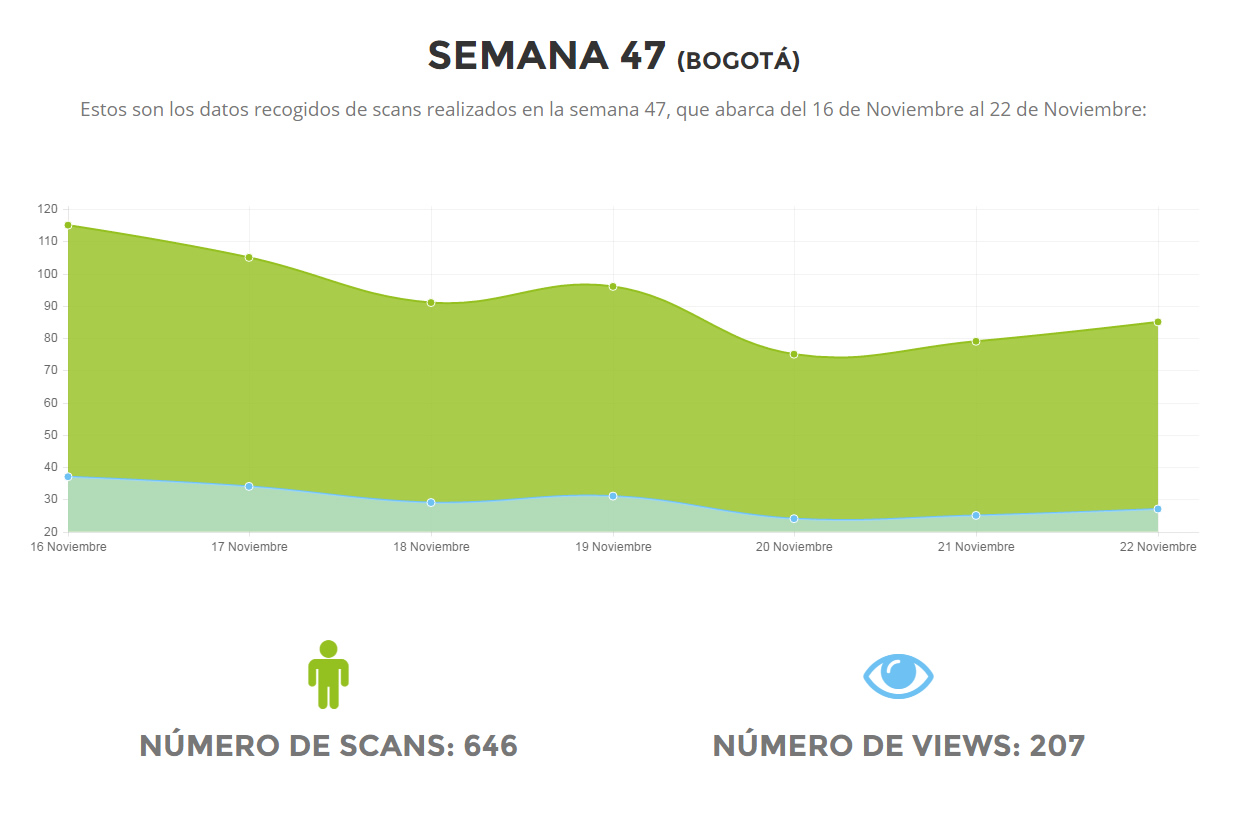 SEMANA 47 (BOGOTÁ)
Estos son los datos recogidos de scans realizados en la semana 47, que abarca del 16 de Noviembre al 22 de Noviembre:
120
110
100
90
80
70
60
50
40
30
20
16 Noviembre 17 Noviembre 18 Noviembre 19 Noviembre 20 Noviembre 21 Noviembre 22 Noviembre
NÚMERO DE SCANS: 646 NÚMERO DE VIEWS: 207